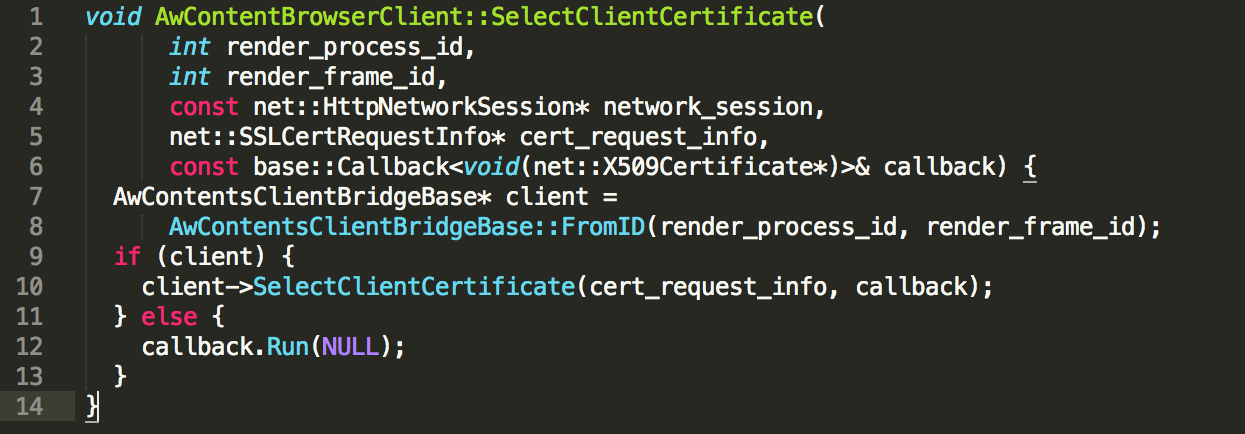 1 void AwContentBrowserClient::SelectClientCertificate(
2 int render_process_id,
3 int render_frame_id,
4 const net::HttpNetworkSession* network_session,
5 net::SSLCertRequestInfo* cert_request_info,
6 const base::Callback<void(net::X509Certificate*)>& callback) {
7 AwContentsClientBridgeBase* client =
8 AwContentsClientBridgeBase::FromID(render_process_id, render_frame_id);
9 if (client) {
10 client->SelectClientCertificate(cert_request_info, callback);
11 } else {
12 callback.Run(NULL);
13 }
14 }